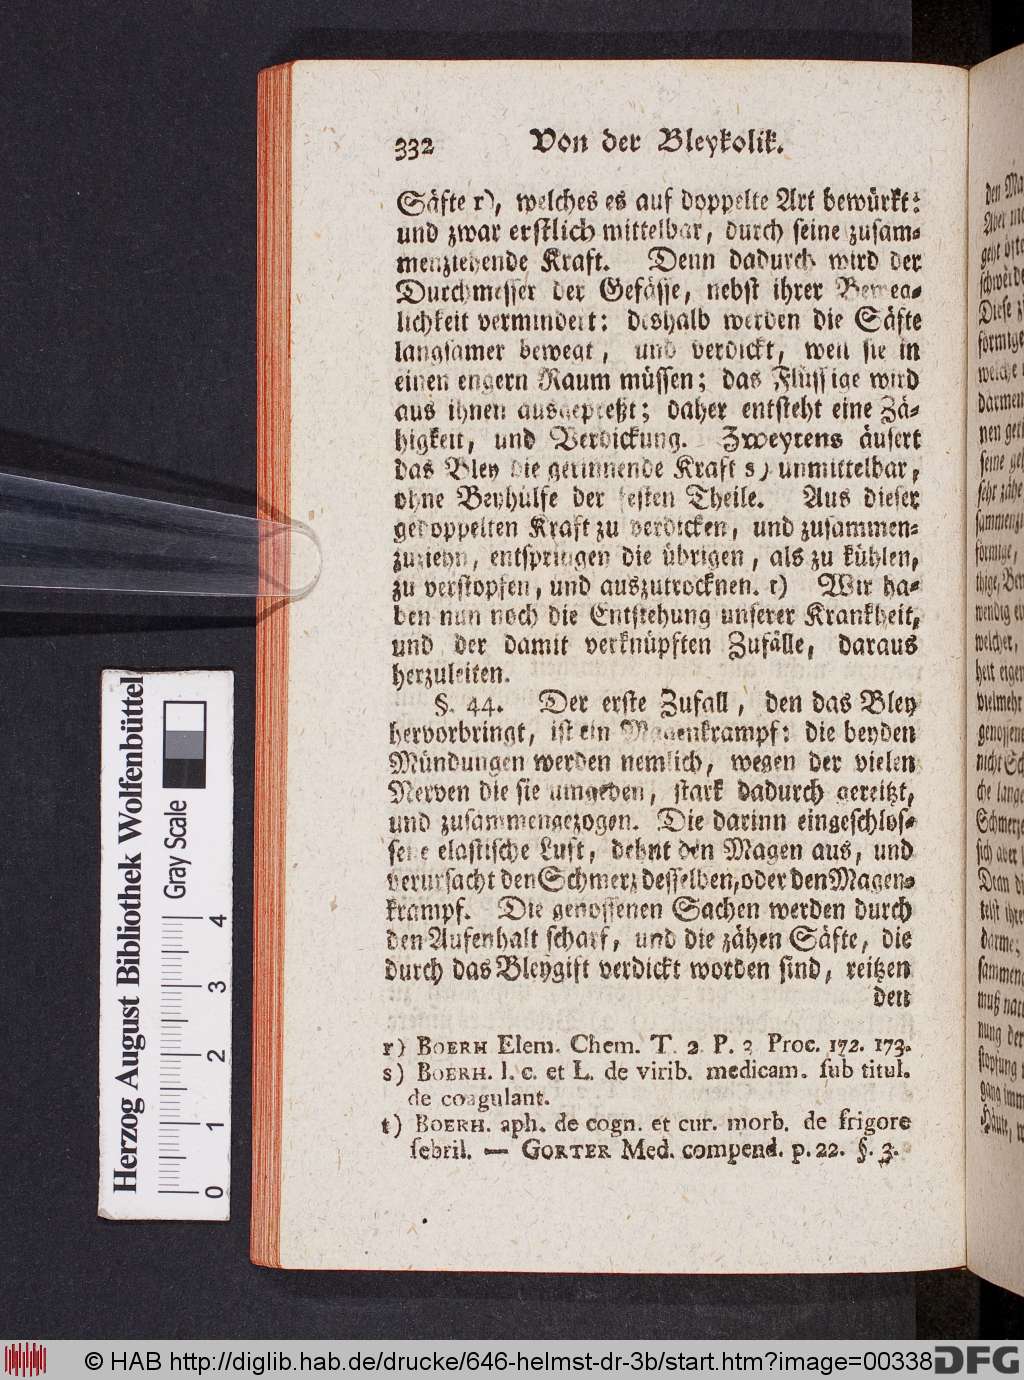 332 Von der Bleykolik.
Säfte r), welches es auf doppelte Art bewürkt:
und zwar erstlich mittelbar, durch seine zusam-
menziehende Kraft. Denn dadurch wird der
Durchmesser der Gefässe, nebst ihrer Beweg-
lichkeit vermindert: deshalb werden die Säfte
langsamer bewegt, und verdickt, weil sie in
einen engern Raum müssen; das Flüssige wird
aus ihnen ausgepreßt; daher entsteht eine Zä-
higkeit, und Verdickung. Zweytens äusert
das Bley die gerinnende Kraft s) unmittelbar,
ohne Beyhülfe der festen Theile. Aus dieser
gedoppelten Kraft zu verdicken, und zusammen-
zuziehn, entspringen die übrigen, als zu kühlen,
zu verstopfen, und auszutrocknen. t) Wir ha-
ben nun noch die Entstehung unserer Krankheit,
und der damit verknüpften Zufälle, daraus
herzuleiten.
§. 44. Der erste Zufall, den das Bley
hervorbringt, ist ein Magenkrampf: die beyden
Mündungen werden nemlich, wegen der vielen
Nerven die sie umgeben, stark dadurch gereitzt,
und zusammengezogen. Die darinn eingeschlos-
sene elastische Luft, dehnt den Magen aus, und
verursacht den Schmerz desselben, oder den Magen-
krampf. Die genossenen Sachen werden durch
den Aufenhalt scharf, und die zähen Säfte, die
durch das Bleygift verdickt worden sind, reitzen
den
r) BOERH Elem. Chem. T. 2 P. 2 Proc. 172. 173.
s) BOERH. l. c. et L. de virib. medicam. sub titul.
de coagulant.
t) BOERH. aph. de cogn. et cur. morb. de frigore
febril. — GORTER Med. compend. p. 22. §. 3.
Herzog August Bibliothek Wolfenbüttel
Gray Scale
0 1 2 3 4
© HAB http://diglib.hab.de/drucke/646-helmst-dr-3b/start.htm?image=00338
DFG